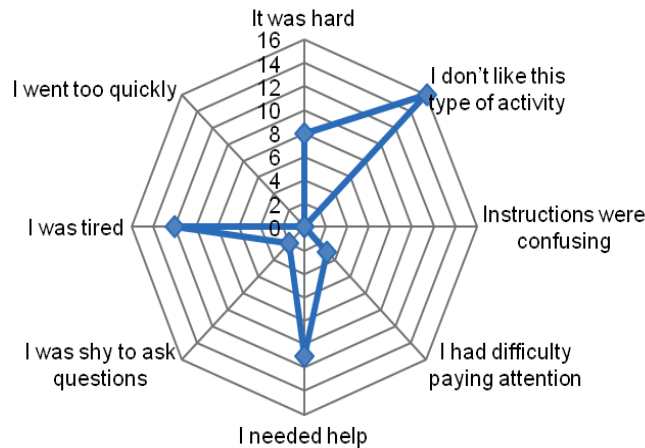 It was hard
16
14
12
10
8
6
4
2
0
I don't like this
type of activity
Instructions were
confusing
I had difficulty
paying attention
I needed help
I was shy to ask
questions
I was tired
I went too quickly